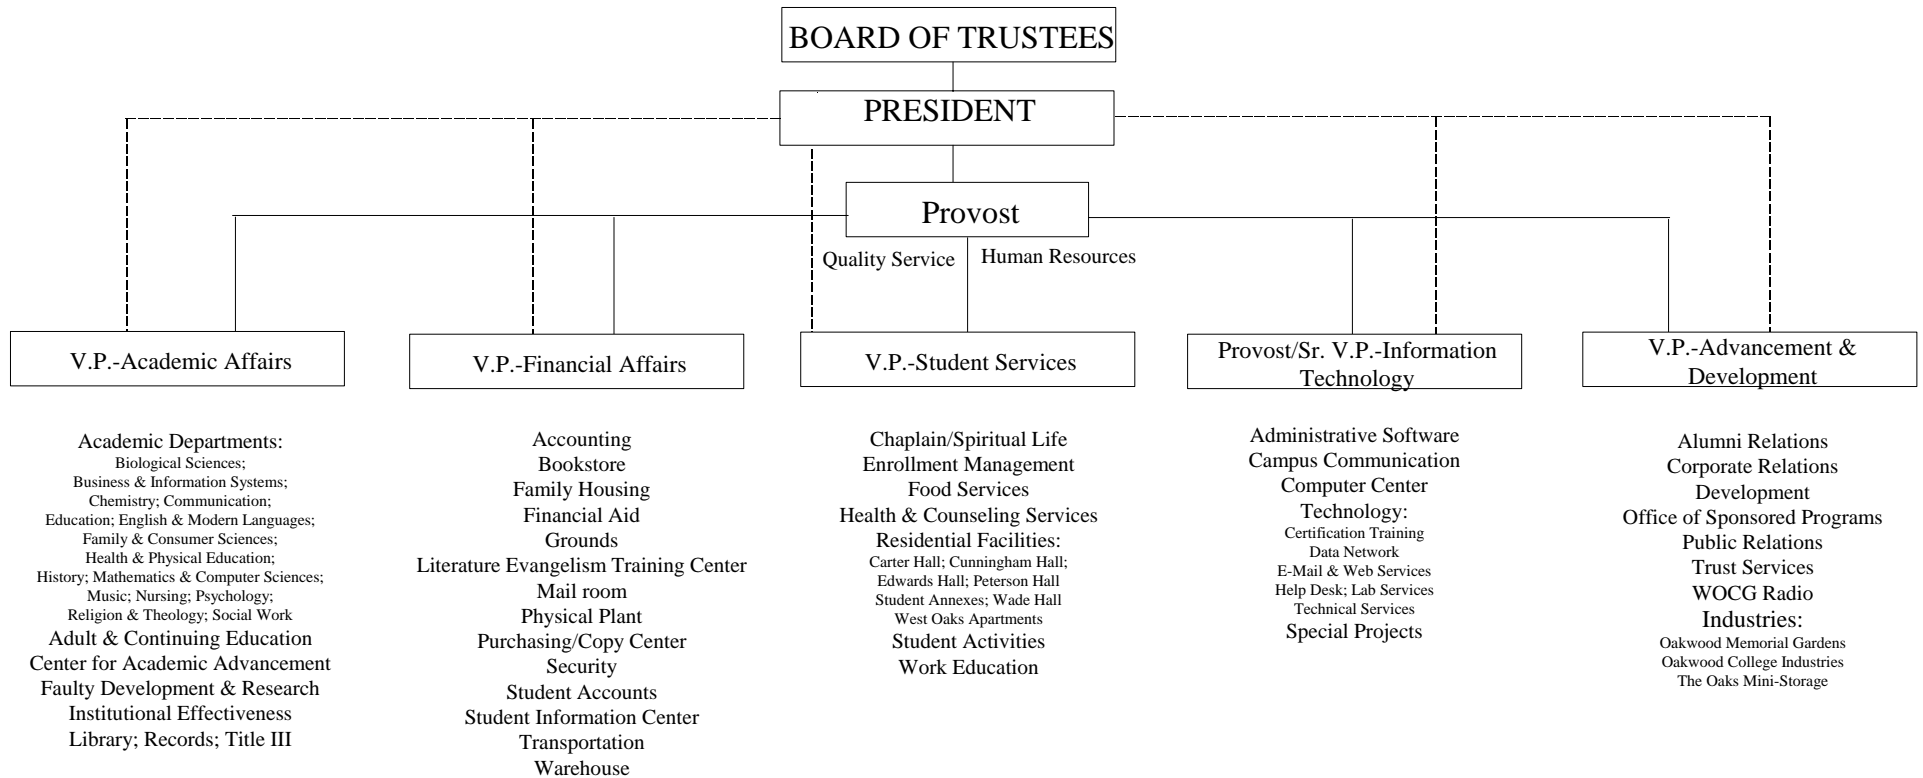 BOARD OF TRUSTEES
PRESIDENT
Provost
Quality Service
Human Resources
V.P.-Academic Affairs
Academic Departments:
Biological Sciences;
Business & Information Systems;
Chemistry; Communication;
Education; English & Modern Languages;
Family & Consumer Sciences;
Health & Physical Education;
History; Mathematics & Computer Sciences;
Music; Nursing; Psychology;
Religion & Theology; Social Work
Adult & Continuing Education
Center for Academic Advancement
Faulty Development & Research
Institutional Effectiveness
Library; Records; Title III
V.P.-Financial Affairs
Accounting
Bookstore
Family Housing
Financial Aid
Grounds
Literature Evangelism Training Center
Mail room
Physical Plant
Purchasing/Copy Center
Security
Student Accounts
Student Information Center
Transportation
Warehouse
V.P.-Student Services
Chaplain/Spiritual Life
Enrollment Management
Food Services
Health & Counseling Services
Residential Facilities:
Carter Hall; Cunningham Hall;
Edwards Hall; Peterson Hall
Student Annexes; Wade Hall
West Oaks Apartments
Student Activities
Work Education
Provost/Sr. V.P.-Information
Technology
Administrative Software
Campus Communication
Computer Center
Technology:
Certification Training
Data Network
E-Mail & Web Services
Help Desk; Lab Services
Technical Services
Special Projects
V.P.-Advancement &
Development
Alumni Relations
Corporate Relations
Development
Office of Sponsored Programs
Public Relations
Trust Services
WOCG Radio
Industries:
Oakwood Memorial Gardens
Oakwood College Industries
The Oaks Mini-Storage